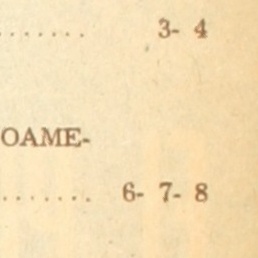 ....... 3- 4
OAME-
....... 6- 7- 8